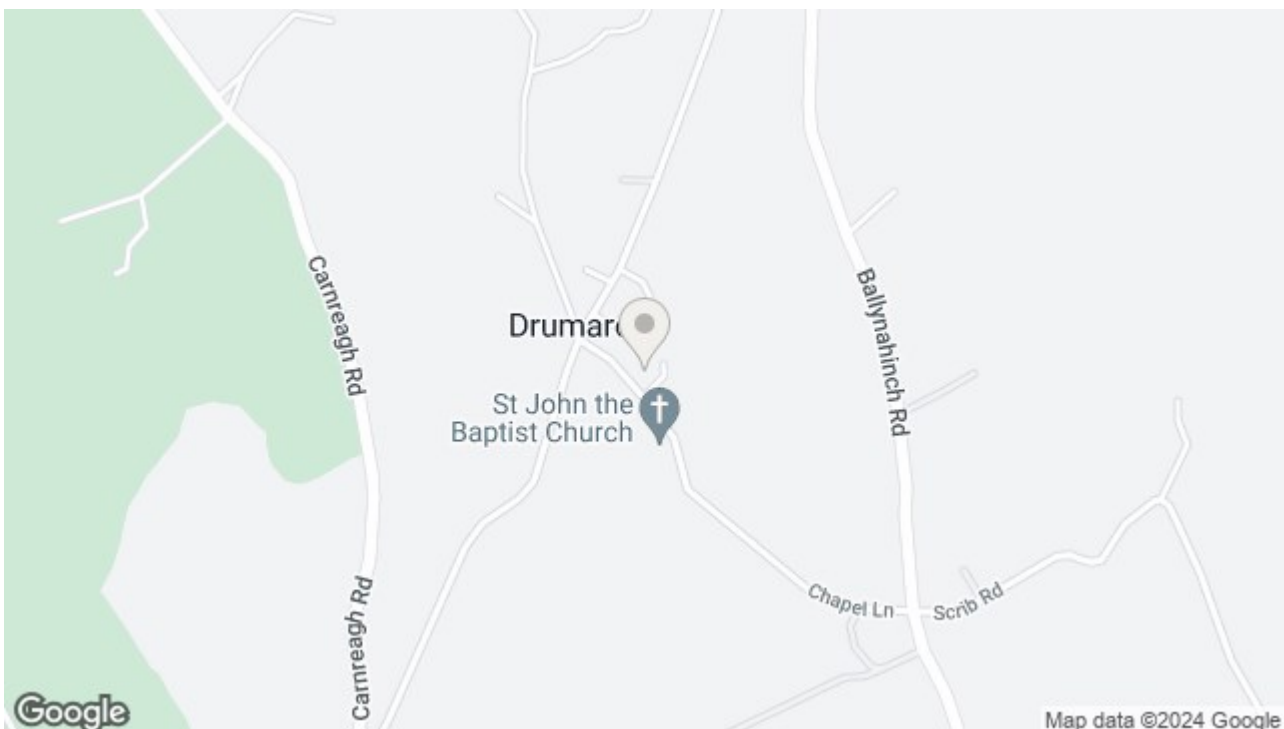 Carnreagh Rd
Ballynahinch Rd
St John the
Baptist Church
Carnreagh Rd
Chapel Ln
Scrib Rd
Google
Map data ©2024 Google